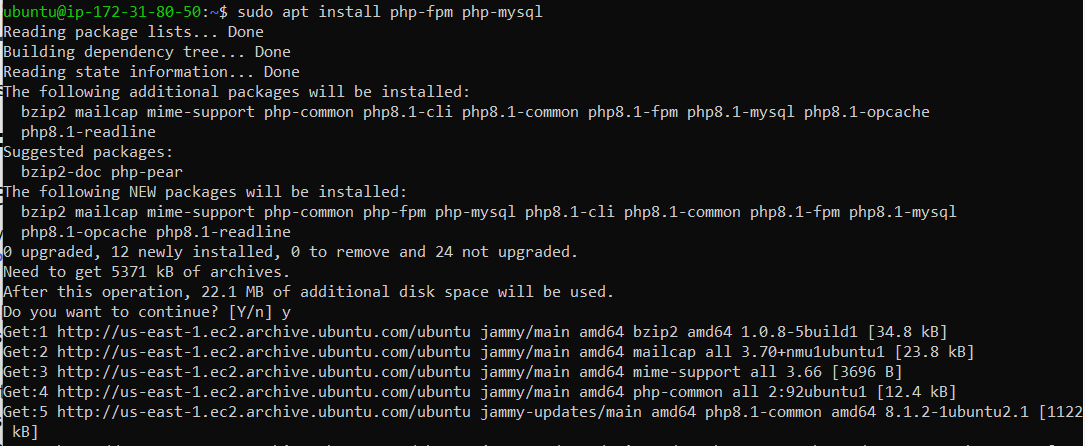 ubuntu@ip-172-31-80-50:~$ sudo apt install php-fpm php-mysql
Reading package lists... Done
Building dependency tree... Done
Reading state information... Done
The following additional packages will be installed:
  bzip2 mailcap mime-support php-common php8.1-cli php8.1-common php8.1-fpm php8.1-mysql php8.1-opcache
  php8.1-readline
Suggested packages:
  bzip2-doc php-pear
The following NEW packages will be installed:
  bzip2 mailcap mime-support php-common php-fpm php-mysql php8.1-cli php8.1-common php8.1-fpm php8.1-mysql
  php8.1-opcache php8.1-readline
0 upgraded, 12 newly installed, 0 to remove and 24 not upgraded.
Need to get 5371 kB of archives.
After this operation, 22.1 MB of additional disk space will be used.
Do you want to continue? [Y/n] y
Get:1 http://us-east-1.ec2.archive.ubuntu.com/ubuntu jammy/main amd64 bzip2 amd64 1.0.8-5build1 [34.8 kB]
Get:2 http://us-east-1.ec2.archive.ubuntu.com/ubuntu jammy/main amd64 mailcap all 3.70+nmu1ubuntu1 [23.8 kB]
Get:3 http://us-east-1.ec2.archive.ubuntu.com/ubuntu jammy/main amd64 mime-support all 3.66 [3696 B]
Get:4 http://us-east-1.ec2.archive.ubuntu.com/ubuntu jammy/main amd64 php-common all 2:92ubuntu1 [12.4 kB]
Get:5 http://us-east-1.ec2.archive.ubuntu.com/ubuntu jammy-updates/main amd64 php8.1-common amd64 8.1.2-1ubuntu2.1 [1122
 kB]